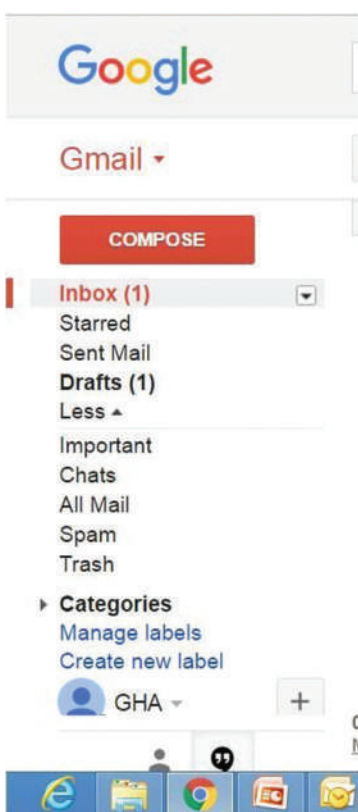 Google
Gmail
COMPOSE
Inbox (1)
Starred
Sent Mail
Drafts (1)
Less
Important
Chats
All Mail
Spam
Trash
Categories
Manage labels
Create new label
GHA